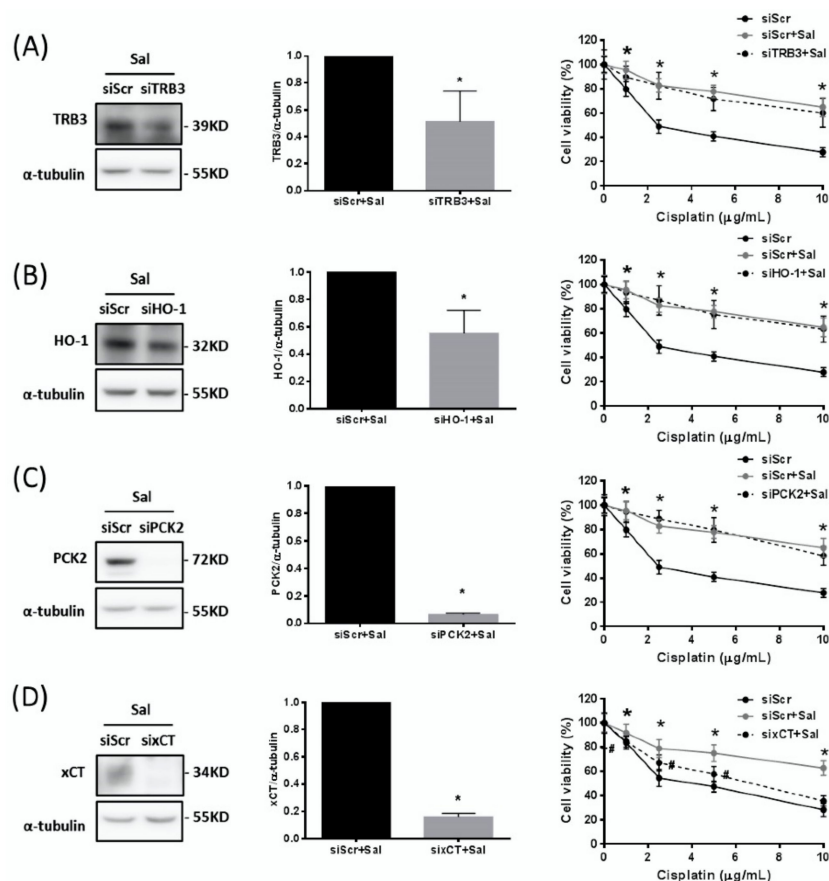 (A)
Sal
siScr siTRB3
TRB3
- 39KD
α-tubulin
- 55KD
TRB3/α-tubulin
1.0
0.8
0.6
0.4
0.2
0.0
*
siScr+Sal siTRB3+Sal
siScr
siScr+Sal
siTRB3+Sal
Cell viability (%)
120
100
80
60
40
20
0
* * * *
0 2 4 6 8 10
Cisplatin (μg/mL)
(B)
Sal
siScr siHO-1
HO-1
- 32KD
α-tubulin
- 55KD
HO-1/α-tubulin
1.0
0.8
0.6
0.4
0.2
0.0
*
siScr+Sal siHO-1+Sal
siScr
siScr+Sal
siHO-1+Sal
Cell viability (%)
120
100
80
60
40
20
0
* * * *
0 2 4 6 8 10
Cisplatin (μg/mL)
(C)
Sal
siScr siPCK2
PCK2
- 72KD
α-tubulin
- 55KD
PCK2/α-tubulin
1.0
0.8
0.6
0.4
0.2
0.0
*
siScr+Sal siPCK2+Sal
siScr
siScr+Sal
siPCK2+Sal
Cell viability (%)
120
100
80
60
40
20
0
* * * *
0 2 4 6 8 10
Cisplatin (μg/mL)
(D)
Sal
siScr sixCT
xCT
- 34KD
α-tubulin
- 55KD
xCT/α-tubulin
1.0
0.8
0.6
0.4
0.2
0.0
*
siScr+Sal sixCT+Sal
siScr
siScr+Sal
sixCT+Sal
Cell viability (%)
120
100
80
60
40
20
0
* * * *
# # #
0 2 4 6 8 10
Cisplatin (μg/mL)